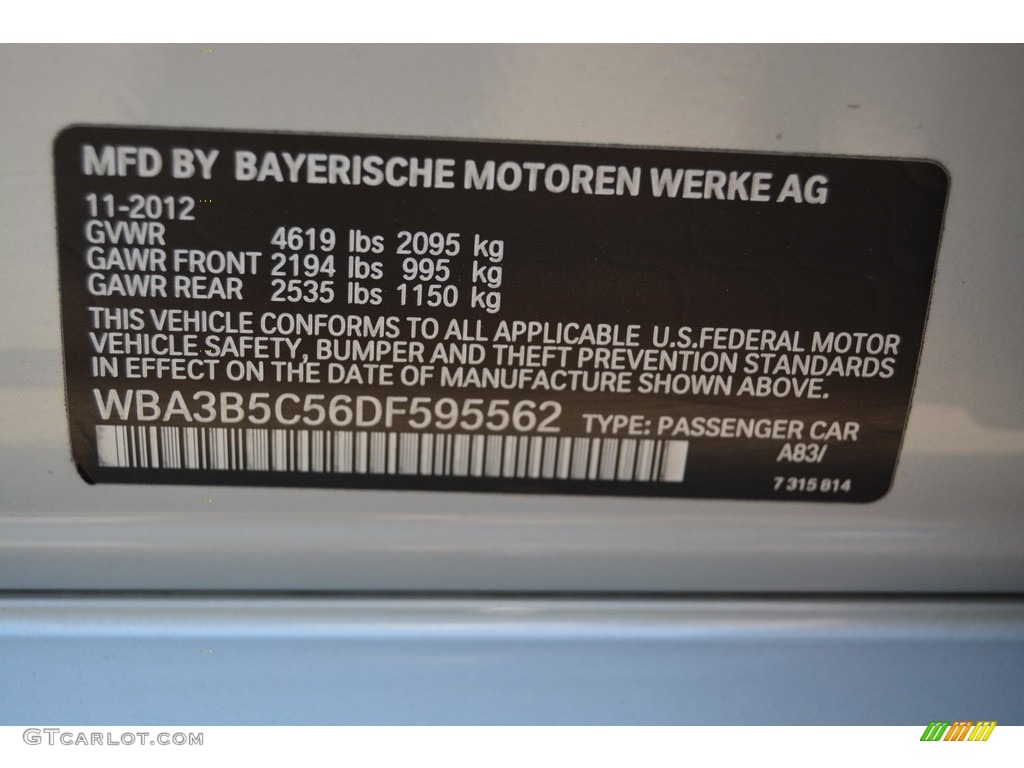 MFD BY BAYERISCHE MOTOREN WERKE AG
11-2012
GVWR 4619 lbs 2095 kg
GAWR FRONT 2194 lbs 995 kg
GAWR REAR 2535 lbs 1150 kg
THIS VEHICLE CONFORMS TO ALL APPLICABLE U.S.FEDERAL MOTOR
VEHICLE SAFETY, BUMPER AND THEFT PREVENTION STANDARDS
IN EFFECT ON THE DATE OF MANUFACTURE SHOWN ABOVE.
WBA3B5C56DF595562 TYPE: PASSENGER CAR
A83/
7 315 814
GTCARLOT.COM